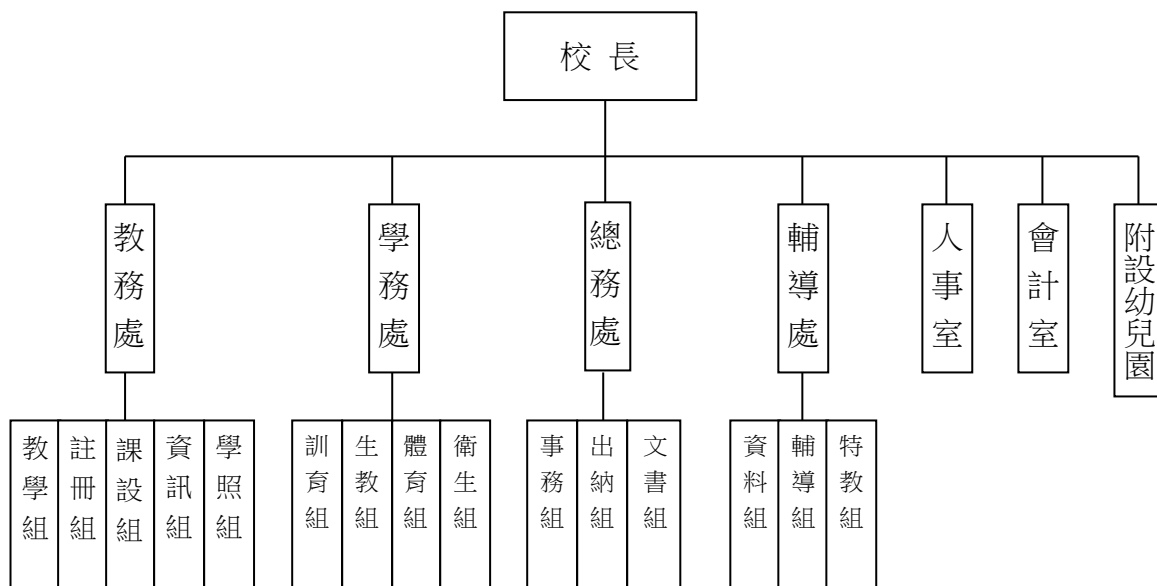 校 長
教務處
學務處
總務處
輔導處
人事室
會計室
附設幼兒園
教學組
註冊組
課設組
資訊組
學照組
訓育組
生教組
體育組
衛生組
事務組
出納組
文書組
資料組
輔導組
特教組